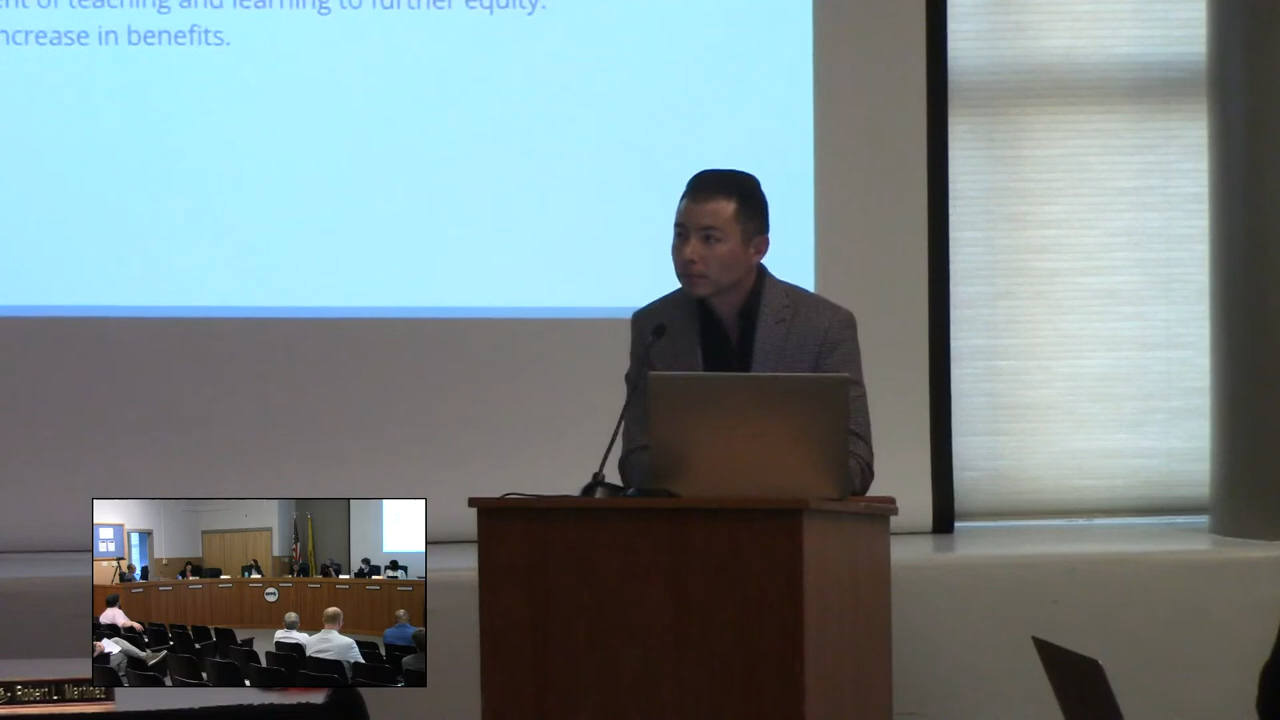 nt of teaching and learning to further equity.
ncrease in benefits.
Robert L. Martinez